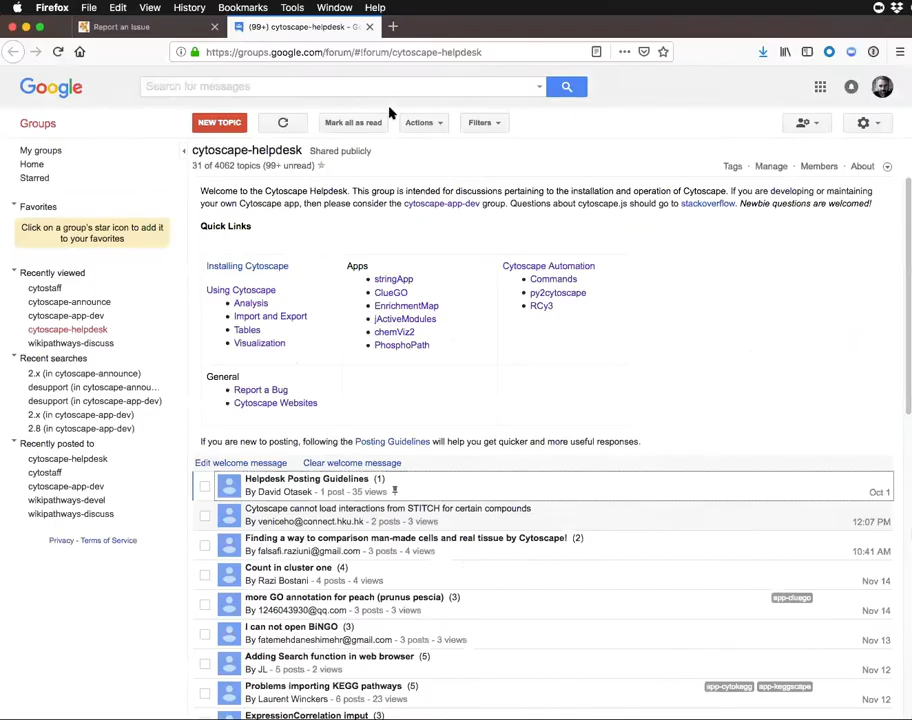 Firefox File Edit View History Bookmarks Tools Window Help
Report an Issue
(99+) cytoscape-helpdesk - G
https://groups.google.com/forum/#!forum/cytoscape-helpdesk
Google
Search for messages
Groups
NEW TOPIC
Mark all as read
Actions
Filters
My groups
Home
Starred
Favorites
Click on a group's star icon to add it
to your favorites
Recently viewed
cytostaff
cytoscape-announce
cytoscape-app-dev
cytoscape-helpdesk
wikipathways-discuss
Recent searches
2.x (in cytoscape-announce)
desupport (in cytoscape-annou...
desupport (in cytoscape-app-dev)
2.x (in cytoscape-app-dev)
2.8 (in cytoscape-app-dev)
Recently posted to
cytoscape-helpdesk
cytostaff
cytoscape-app-dev
wikipathways-devel
wikipathways-discuss
Privacy - Terms of Service
cytoscape-helpdesk Shared publicly
31 of 4062 topics (99+ unread)
Tags · Manage · Members · About
Welcome to the Cytoscape Helpdesk. This group is intended for discussions pertaining to the installation and operation of Cytoscape. If you are developing or maintaining
your own Cytoscape app, then please consider the cytoscape-app-dev group. Questions about cytoscape.js should go to stackoverflow. Newbie questions are welcomed!
Quick Links
Installing Cytoscape
Using Cytoscape
Analysis
Import and Export
Tables
Visualization
Apps
stringApp
ClueGO
EnrichmentMap
jActiveModules
chemViz2
PhosphoPath
Cytoscape Automation
Commands
py2cytoscape
RCy3
General
Report a Bug
Cytoscape Websites
If you are new to posting, following the Posting Guidelines will help you get quicker and more useful responses.
Edit welcome message Clear welcome message
Helpdesk Posting Guidelines (1)
By David Otasek - 1 post - 35 views Oct 1
Cytoscape cannot load interactions from STITCH for certain compounds
By veniceho@connect.hku.hk - 2 posts - 3 views 12:07 PM
Finding a way to comparison man-made cells and real tissue by Cytoscape! (2)
By falsafi.raziuni@gmail.com - 3 posts - 4 views 10:41 AM
Count in cluster one (4)
By Razi Bostani - 4 posts - 4 views Nov 14
more GO annotation for peach (prunus pescia) (3) app-cluego
By 1246043930@qq.com - 3 posts - 3 views Nov 14
I can not open BiNGO (3)
By fatemehdaneshimehr@gmail.com - 3 posts - 3 views Nov 13
Adding Search function in web browser (5)
By JL - 5 posts - 2 views Nov 12
Problems importing KEGG pathways (5) app-cytokegg app-keggscape
By Laurent Winckers - 6 posts - 23 views Nov 12
ExpressionCorrelation imput (3)